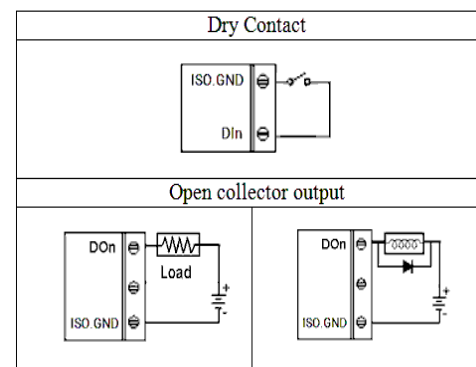 Dry Contact
ISO.GND
DIn
Open collector output
DOn
Load
+
-
ISO.GND
DOn
+
-
ISO.GND